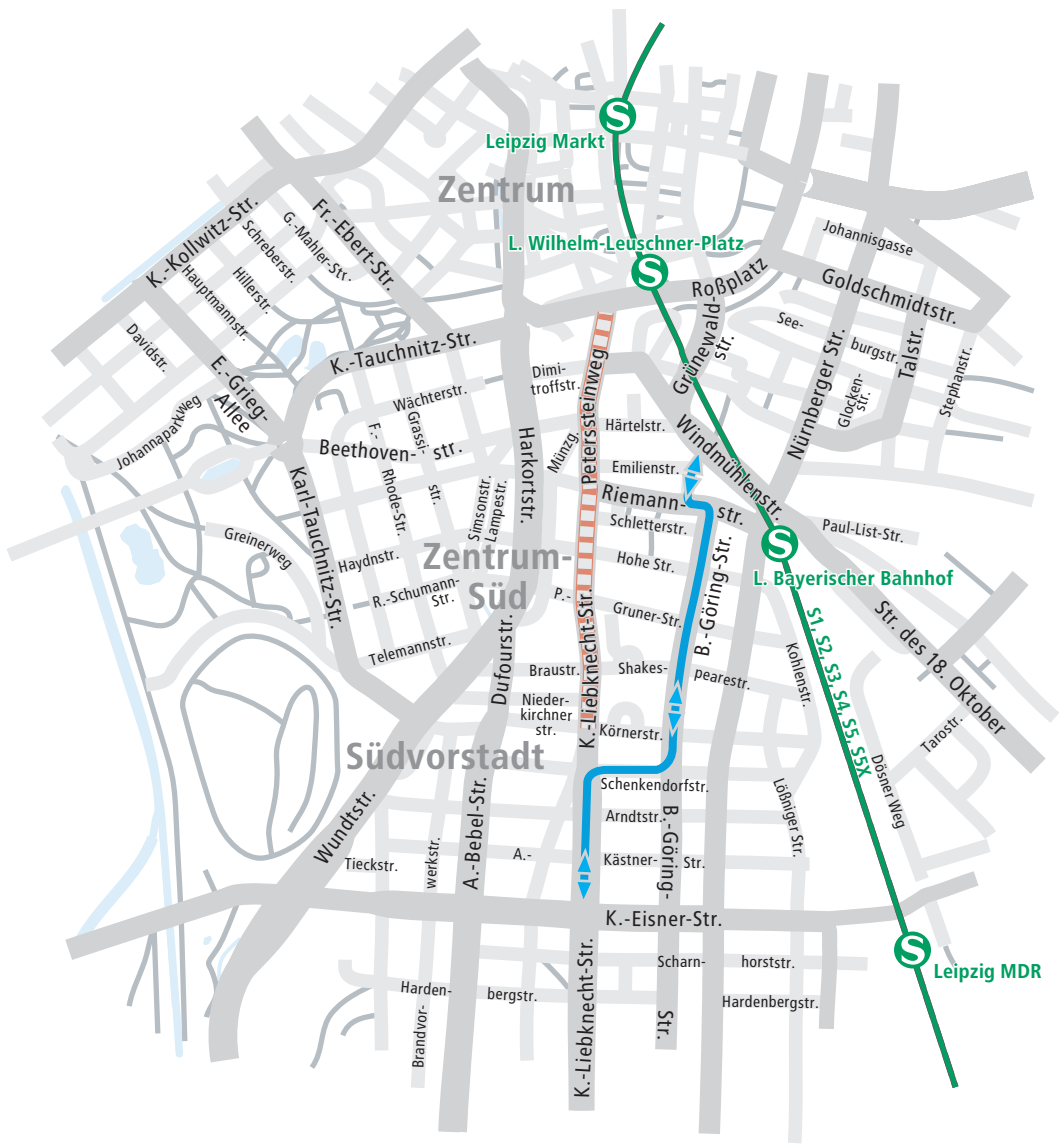 Leipzig Markt
S
Zentrum
K.-Kollwitz-Str.
Fr.-Ebert-Str.
G.-Mahler-Str.
Schreberstr.
Hillerstr.
Hauptmannstr.
Davidstr.
L. Wilhelm-Leuschner-Platz
S
Johannisgasse
Roßplatz
Goldschmidtstr.
Grünewald-
str.
See-
burgstr.
Nürnberger Str.
Talstr.
Glocken-
str.
Stephanstr.
K.-Tauchnitz-Str.
E.-Grieg-
Allee
JohannaparkWeg
Wächterstr.
Dimi-
troffstr.
Peterssteinweg
Beethoven-
str.
F.-
Rhode-Str.
Grassi-
str.
Harkortstr.
Münzg.
Härtelstr.
Windmühlenstr.
Emilienstr.
Riemann-
str.
Schletterstr.
Simsonstr.
Lampestr.
Karl-Tauchnitz-Str.
Greinerweg
Haydnstr.
R.-Schumann-
Str.
Telemannstr.
Zentrum-
Süd
Hohe Str.
Paul-List-Str.
S
L. Bayerischer Bahnhof
P.-
Gruner-Str.
B.-Göring-Str.
S1, S2, S3, S4, S5, S5X
Str. des 18. Oktober
Kohlenstr.
Dufourstr.
Braustr.
Shakes-
pearestr.
Nieder-
kirchner
str.
K.-Liebknecht-Str.
Körnerstr.
Tarostr.
Dösner Weg
Südvorstadt
Schenkendorfstr.
Lößniger Str.
Wundtstr.
A.-Bebel-Str.
Arndtstr.
B.-Göring-
Str.
Tieckstr.
werkstr.
A.-
Kästner-
Str.
K.-Eisner-Str.
Scharn-
horststr.
S
Leipzig MDR
Harden-
bergstr.
Hardenbergstr.
Brandvor-
K.-Liebknecht-Str.